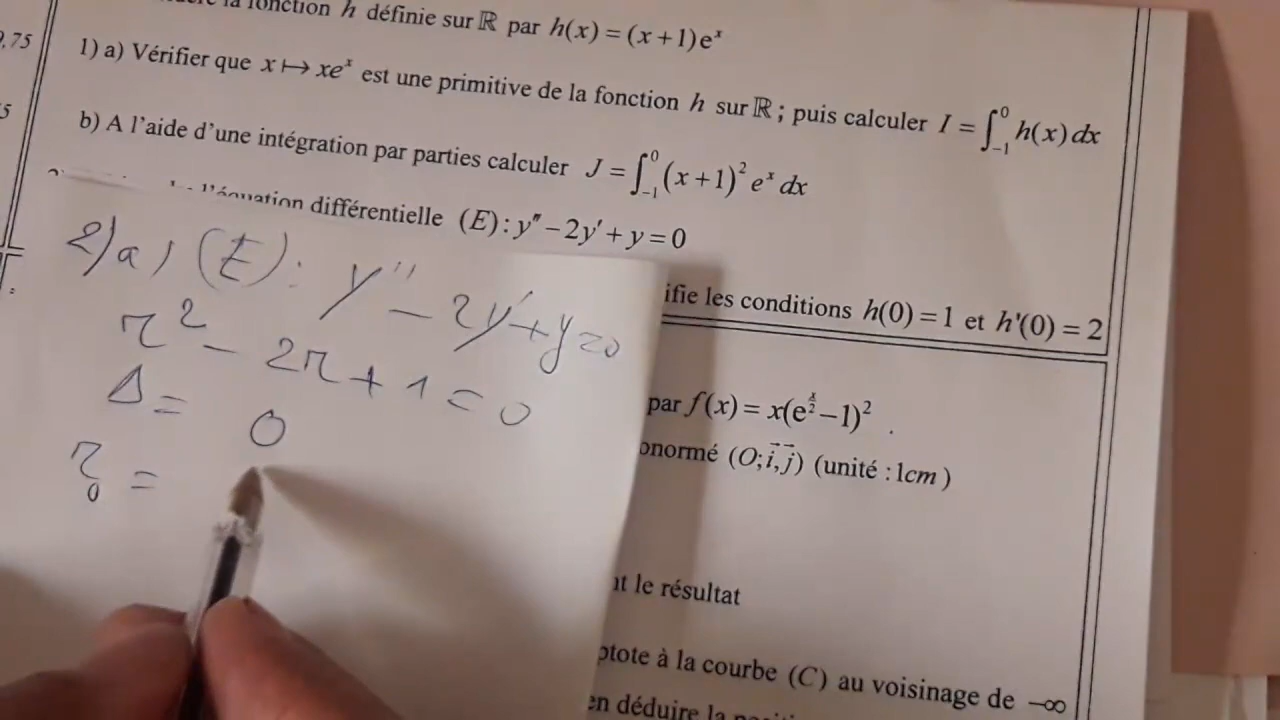 la fonction h définie sur ℝ par h(x) = (x+1)eˣ
,75
1) a) Vérifier que x ↦ xeˣ est une primitive de la fonction h sur ℝ ; puis calculer I = ∫₋₁⁰ h(x) dx
5
b) A l'aide d'une intégration par parties calculer J = ∫₋₁⁰ (x+1)² eˣ dx
l'équation différentielle (E) : y″ − 2y′ + y = 0
2) a) (E) : y″ − 2y′ + y = 0
ifie les conditions h(0) = 1 et h'(0) = 2
r² − 2r + 1 = 0
Δ = 0
par f(x) = x(e^{x/2} − 1)² .
onormé (O; i⃗, j⃗) (unité : 1cm)
r₀ =
nt le résultat
ptote à la courbe (C) au voisinage de −∞
en déduire la